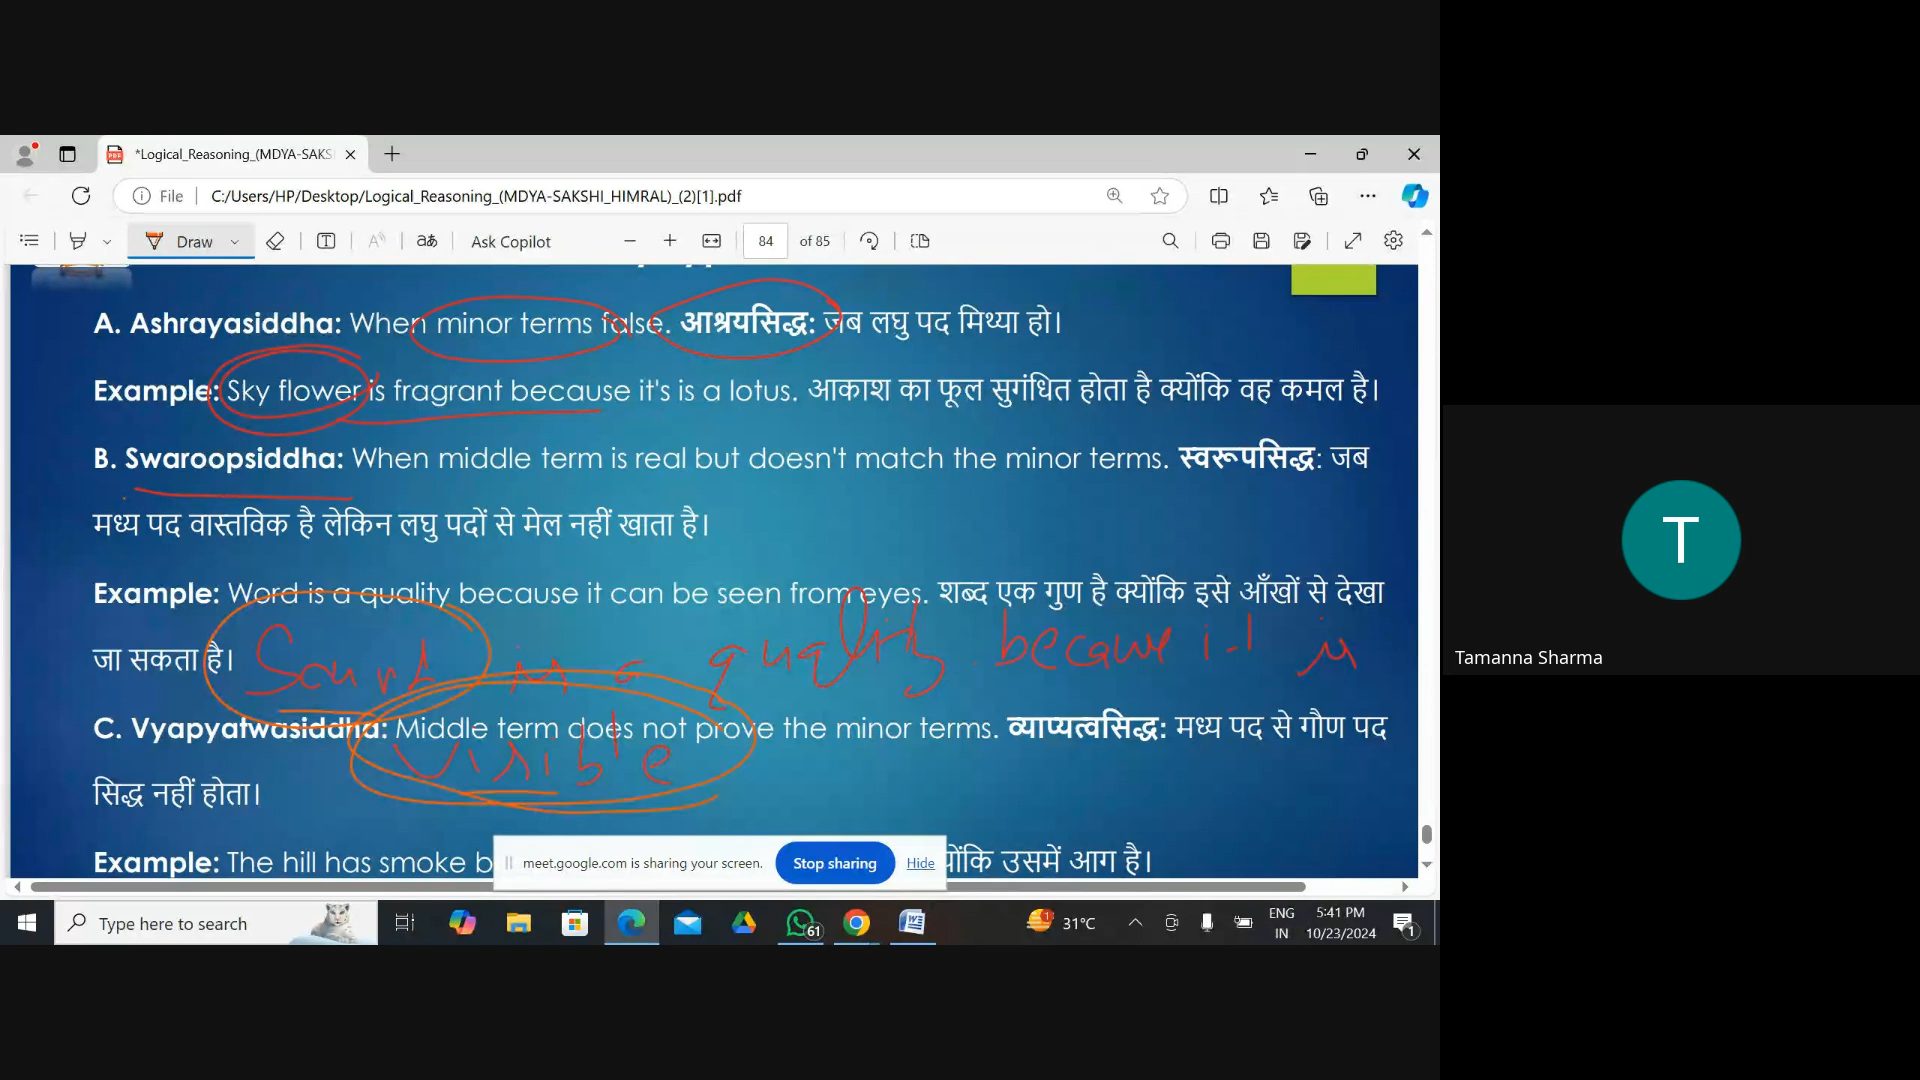 *Logical_Reasoning_(MDYA-SAKS
File C:/Users/HP/Desktop/Logical_Reasoning_(MDYA-SAKSHI_HIMRAL)_(2)[1].pdf
Draw aあ Ask Copilot 84 of 85
A. Ashrayasiddha: When minor terms false. आश्रयसिद्ध: जब लघु पद मिथ्या हो।
Example: Sky flower is fragrant because it's is a lotus. आकाश का फूल सुगंधित होता है क्योंकि वह कमल है।
B. Swaroopsiddha: When middle term is real but doesn't match the minor terms. स्वरूपसिद्ध: जब
मध्य पद वास्तविक है लेकिन लघु पदों से मेल नहीं खाता है।
Example: Word is a quality because it can be seen from eyes. शब्द एक गुण है क्योंकि इसे आँखों से देखा
जा सकता है।
Sound is a quality because it is
C. Vyapyatwasiddha: Middle term does not prove the minor terms. व्याप्यत्वसिद्ध: मध्य पद से गौण पद
visible
सिद्ध नहीं होता।
Example: The hill has smoke b
उसमें आग है।
meet.google.com is sharing your screen. Stop sharing Hide
Type here to search
61
1 31°C
ENG
IN
5:41 PM
10/23/2024
1
T
Tamanna Sharma